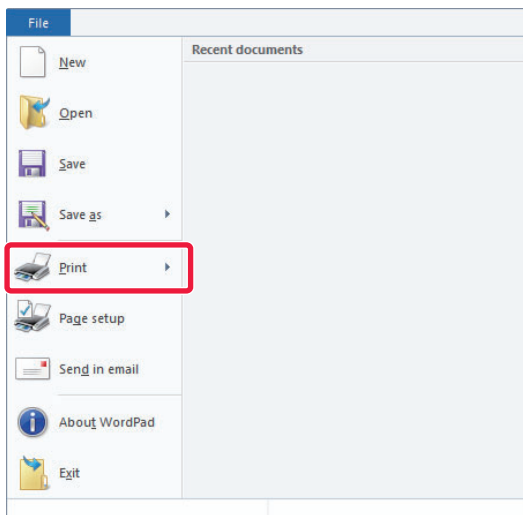 File
Recent documents
New
Open
Save
Save as
Print
Page setup
Send in email
About WordPad
Exit